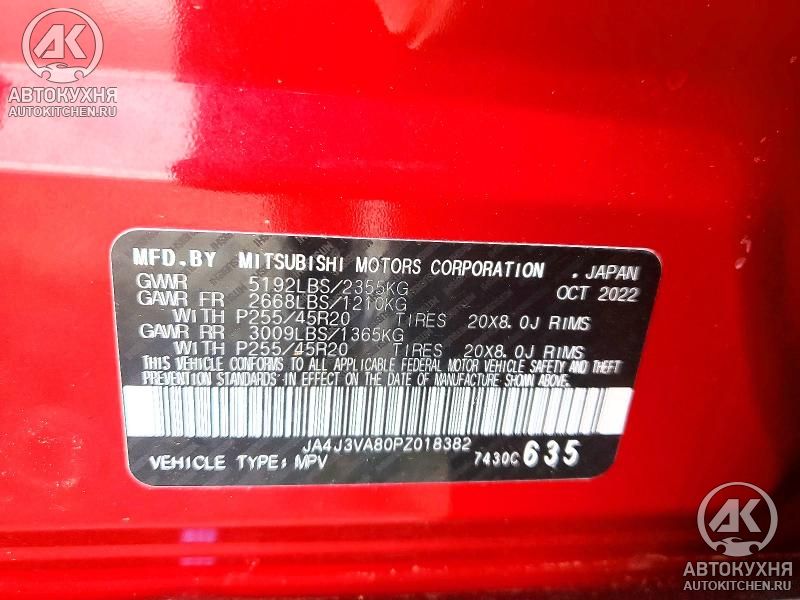 АК
АВТОКУХНЯ
AUTOKITCHEN.RU
MFD.BY MITSUBISHI MOTORS CORPORATION . JAPAN
GVWR 5192LBS/2355KG OCT 2022
GAWR FR 2668LBS/1210KG
WITH P255/45R20 TIRES 20X8.0J RIMS
GAWR RR 3009LBS/1365KG
WITH P255/45R20 TIRES 20X8.0J RIMS
THIS VEHICLE CONFORMS TO ALL APPLICABLE FEDERAL MOTOR VEHICLE SAFETY AND THEFT
PREVENTION STANDARDS IN EFFECT ON THE DATE OF MANUFACTURE SHOWN ABOVE.
JA4J3VA80PZ018382
VEHICLE TYPE: MPV 7430C 635
АК
АВТОКУХНЯ
AUTOKITCHEN.RU